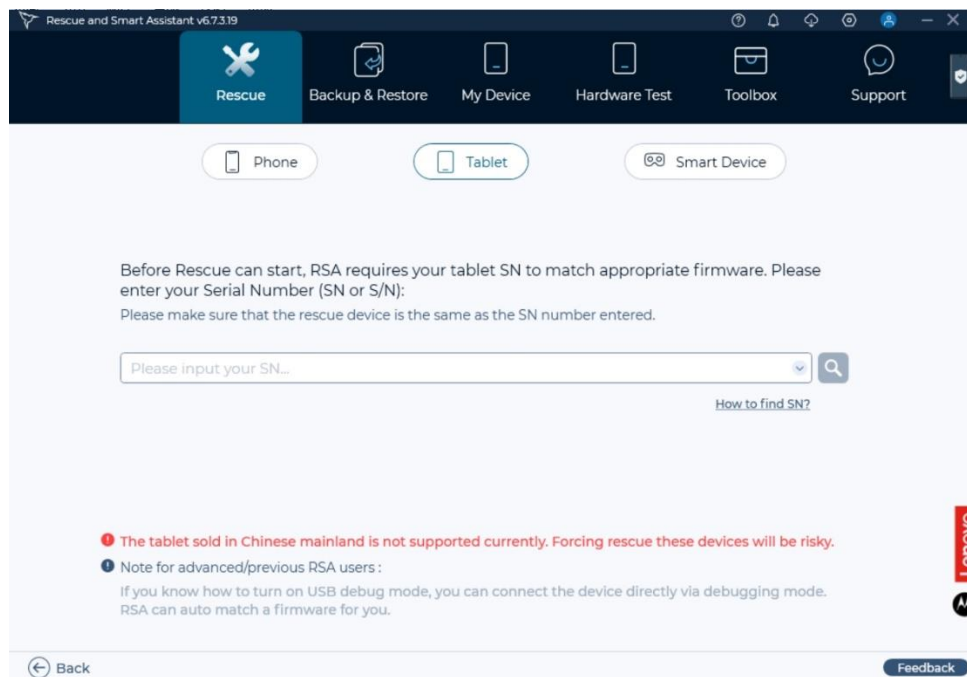 Rescue and Smart Assistant v6.7.3.19
Rescue
Backup & Restore
My Device
Hardware Test
Toolbox
Support
Phone
Tablet
Smart Device
Before Rescue can start, RSA requires your tablet SN to match appropriate firmware. Please
enter your Serial Number (SN or S/N):
Please make sure that the rescue device is the same as the SN number entered.
Please input your SN...
How to find SN?
The tablet sold in Chinese mainland is not supported currently. Forcing rescue these devices will be risky.
Note for advanced/previous RSA users :
If you know how to turn on USB debug mode, you can connect the device directly via debugging mode.
RSA can auto match a firmware for you.
Lenovo
Back
Feedback